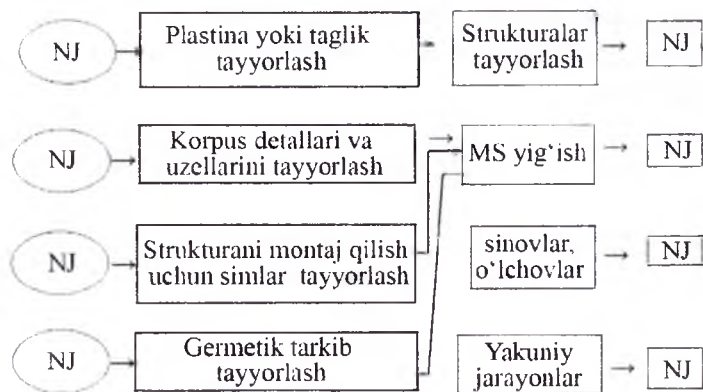 NJ
Plastina yoki taglik
tayyorlash
Strukturalar
tayyorlash
NJ
NJ
Korpus detallari va
uzellarini tayyorlash
MS yig‘ish
NJ
NJ
Strukturani montaj qilish
uchun simlar tayyorlash
sinovlar,
o‘lchovlar
NJ
NJ
Germetik tarkib
tayyorlash
Yakuniy
jarayonlar
NJ